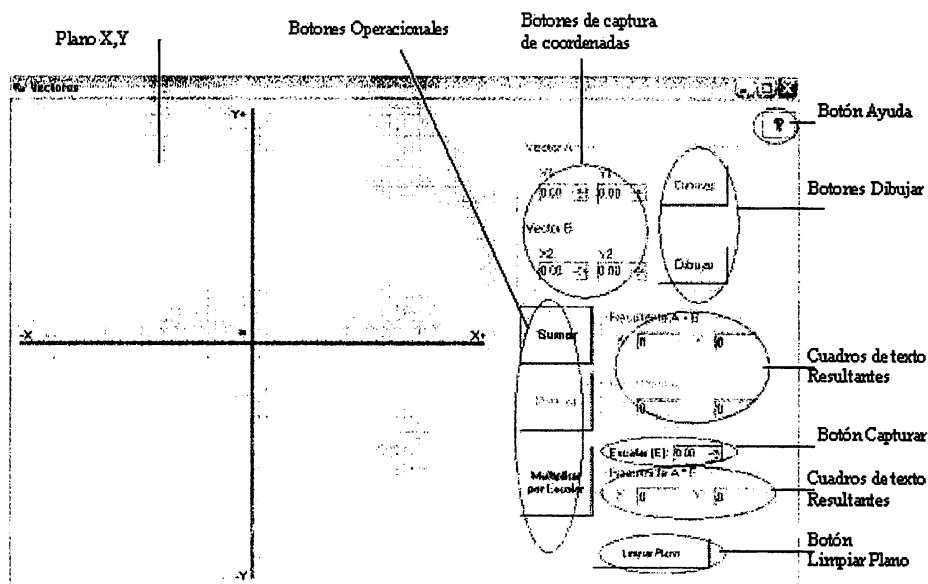 Plano X,Y
Botones Operacionales
Botones de captura
de coordenadas
Vectores
Y+
-X
X+
-Y
Botón Ayuda
?
Vector A
X1 Y1
0.00 0.00
Dibujar
Botones Dibujar
Vector B
X2 Y2
0.00 0.00
Dibujar
Sumar
A + B
0 0
Cuadros de texto
Resultantes
0 0
Botón Capturar
Escalar (E): 0.00
Multiplicar
por Escalar
X 0 Y 0
Cuadros de texto
Resultantes
Limpiar Plano
Botón
Limpiar Plano